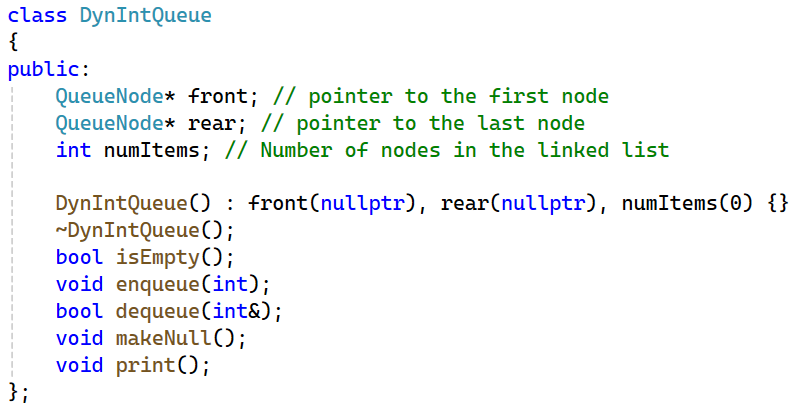 class DynIntQueue
{
public:
    QueueNode* front; // pointer to the first node
    QueueNode* rear; // pointer to the last node
    int numItems; // Number of nodes in the linked list

    DynIntQueue() : front(nullptr), rear(nullptr), numItems(0) {}
    ~DynIntQueue();
    bool isEmpty();
    void enqueue(int);
    bool dequeue(int&);
    void makeNull();
    void print();
};